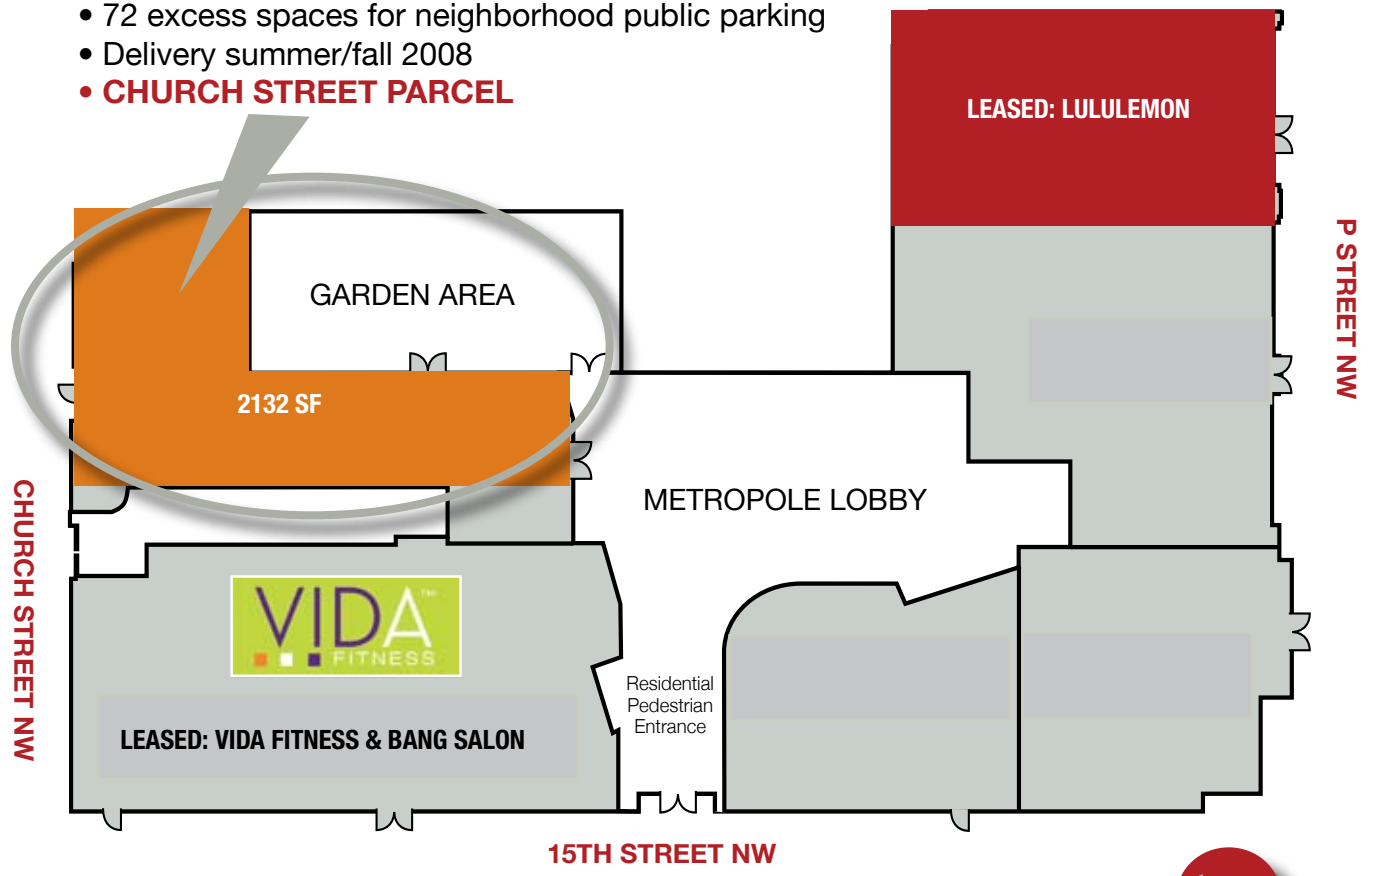 • 72 excess spaces for neighborhood public parking
• Delivery summer/fall 2008
• CHURCH STREET PARCEL
LEASED: LULULEMON
P STREET NW
GARDEN AREA
2132 SF
METROPOLE LOBBY
CHURCH STREET NW
VIDA™
FITNESS
Residential
Pedestrian
Entrance
LEASED: VIDA FITNESS & BANG SALON
15TH STREET NW